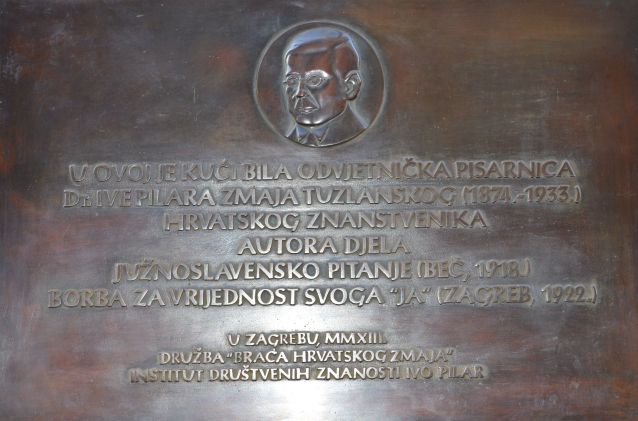 U OVOJ JE KUĆI BILA ODVJETNIČKA PISARNICA
Dr. IVE PILARA ZMAJA TUZLANSKOG (1874.-1933.)
HRVATSKOG ZNANSTVENIKA
AUTORA DJELA
JUŽNOSLAVENSKO PITANJE (BEČ, 1918.)
BORBA ZA VRIJEDNOST SVOGA "JA" (ZAGREB, 1922.)
U ZAGREBU, MMXIII.
DRUŽBA "BRAĆA HRVATSKOG ZMAJA"
INSTITUT DRUŠTVENIH ZNANOSTI IVO PILAR